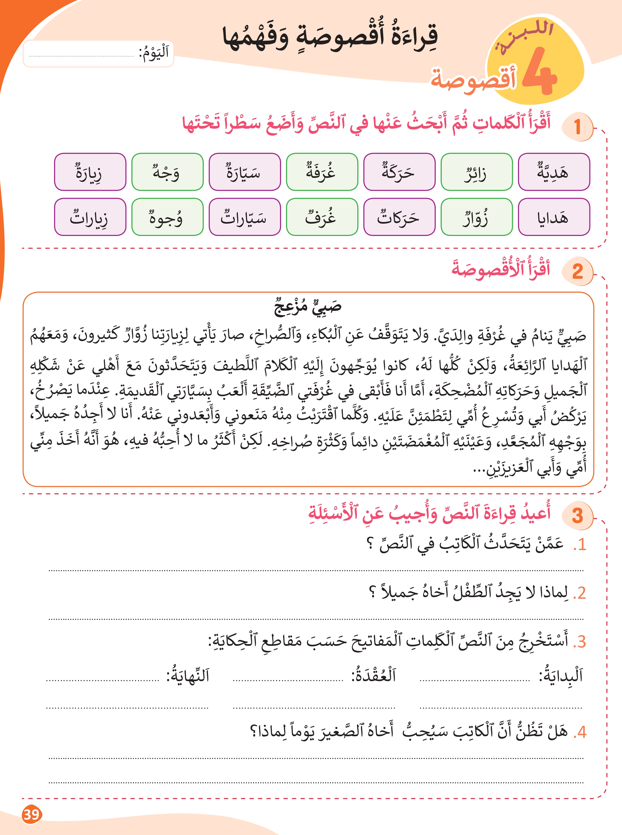 اللبنة
4 أقصوصة
قِراءَةُ أُقْصوصَةٍ وَفَهْمُها
اَلْيَوْمُ:
1 أَقْرَأُ ٱلْكَلِماتِ ثُمَّ أَبْحَثُ عَنْها في ٱلنَّصِّ وَأَضَعُ سَطْراً تَحْتَها
هَدِيَّةٌ زائِرٌ حَرَكَةٌ غُرْفَةٌ سَيّارَةٌ وَجْهٌ زِيارَةٌ
هَدايا زُوّارٌ حَرَكاتٌ غُرَفٌ سَيّاراتٌ وُجوهٌ زِياراتٌ
2 أَقْرَأُ ٱلْأُقْصوصَةَ
صَبِيٌّ مُزْعِجٌ
صَبِيٌّ يَنامُ في غُرْفَةِ والِدَيَّ. وَلا يَتَوَقَّفُ عَنِ ٱلْبُكاءِ، وَٱلصُّراخِ، صارَ يَأْتي لِزِيارَتِنا زُوَّارٌ كَثيرونَ، وَمَعَهُمُ
ٱلْهَدايا ٱلرَّائِعَةُ، وَلَكِنْ كُلُّها لَهُ، كانوا يُوَجِّهونَ إِلَيْهِ ٱلْكَلامَ ٱللَّطيفَ وَيَتَحَدَّثونَ مَعَ أَهْلي عَنْ شَكْلِهِ
ٱلْجَميلِ وَحَرَكاتِهِ ٱلْمُضْحِكَةِ، أَمَّا أَنا فَأَبْقى في غُرْفَتي ٱلضَّيِّقَةِ أَلْعَبُ بِسَيَّارَتي ٱلْقَديمَةِ. عِنْدَما يَصْرُخُ،
يَرْكُضُ أَبي وَتُسْرِعُ أُمِّي لِتَطْمَئِنَّ عَلَيْهِ. وَكُلَّما ٱقْتَرَبْتُ مِنْهُ مَنَعوني وَأَبْعَدوني عَنْهُ. أَنا لا أَجِدُهُ جَميلاً،
بِوَجْهِهِ ٱلْمُجَعَّدِ، وَعَيْنَيْهِ ٱلْمُغْمَضَتَيْنِ دائِماً وَكَثْرَةِ صُراخِهِ. لَكِنْ أَكْثَرُ ما لا أُحِبُّهُ فيهِ، هُوَ أَنَّهُ أَخَذَ مِنِّي
أُمِّي وَأَبي ٱلْعَزيزَيْنِ...
3 أُعيدُ قِراءَةَ ٱلنَّصِّ وَأُجيبُ عَنِ ٱلْأَسْئِلَةِ
1. عَمَّنْ يَتَحَدَّثُ ٱلْكَاتِبُ في ٱلنَّصِّ ؟
2. لِماذا لا يَجِدُ ٱلطِّفْلُ أَخاهُ جَميلاً ؟
3. أَسْتَخْرِجُ مِنَ ٱلنَّصِّ ٱلْكَلِماتِ ٱلْمَفاتيحَ حَسَبَ مَقاطِعِ ٱلْحِكايَةِ:
اَلْبِدايَةُ: اَلْعُقْدَةُ: اَلنِّهايَةُ:
4. هَلْ تَظُنُّ أَنَّ ٱلْكاتِبَ سَيُحِبُّ أَخاهُ ٱلصَّغيرَ يَوْماً لِماذا؟
39